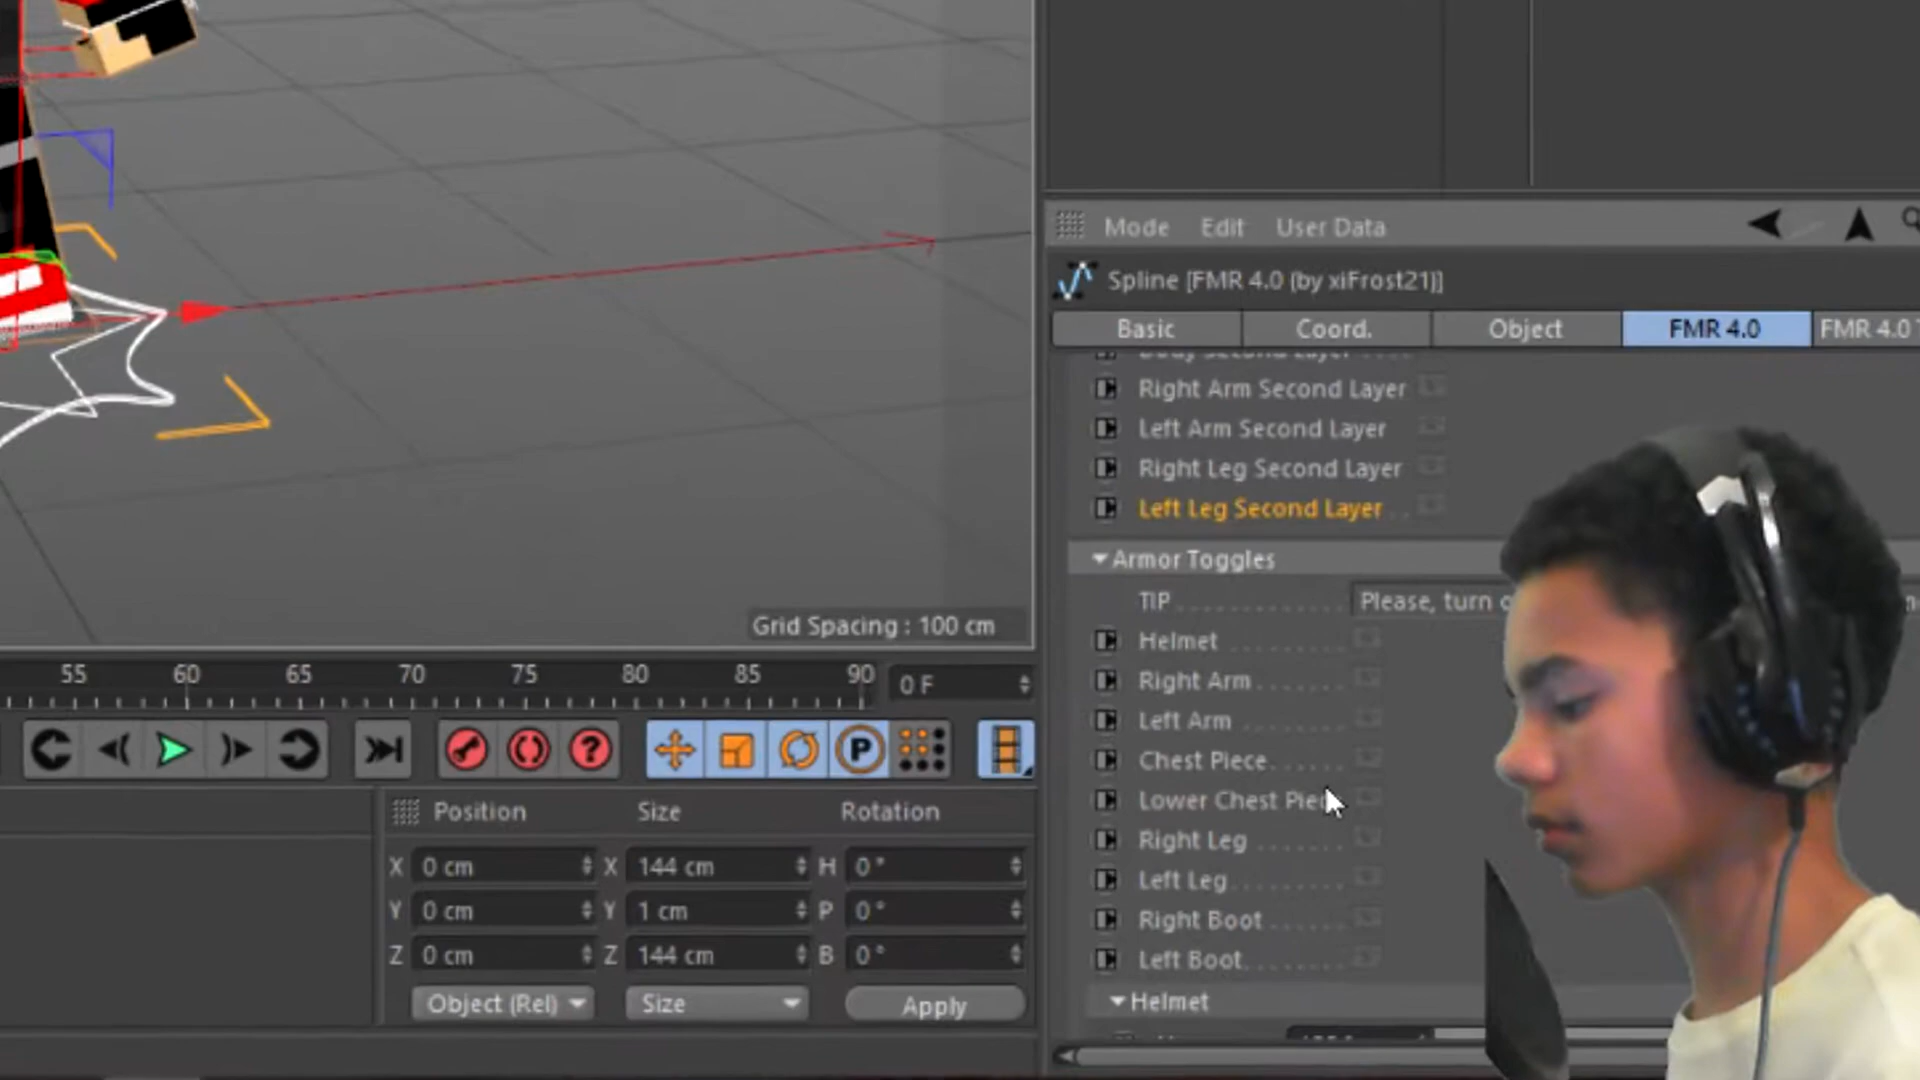 Mode Edit User Data
Spline [FMR 4.0 (by xiFrost21)]
Basic Coord. Object FMR 4.0 FMR 4.0
Body Second Layer
Right Arm Second Layer
Left Arm Second Layer
Right Leg Second Layer
Left Leg Second Layer
Armor Toggles
TIP Please, turn
Helmet
Right Arm
Left Arm
Chest Piece
Lower Chest
Right Leg
Left Leg
Right Boot
Left Boot
Helmet
Grid Spacing : 100 cm
55 60 65 70 75 80 85 90 0 F
P
Position Size Rotation
X 0 cm X 144 cm H 0 °
Y 0 cm Y 1 cm P 0 °
Z 0 cm Z 144 cm B 0 °
Object (Rel) Size Apply